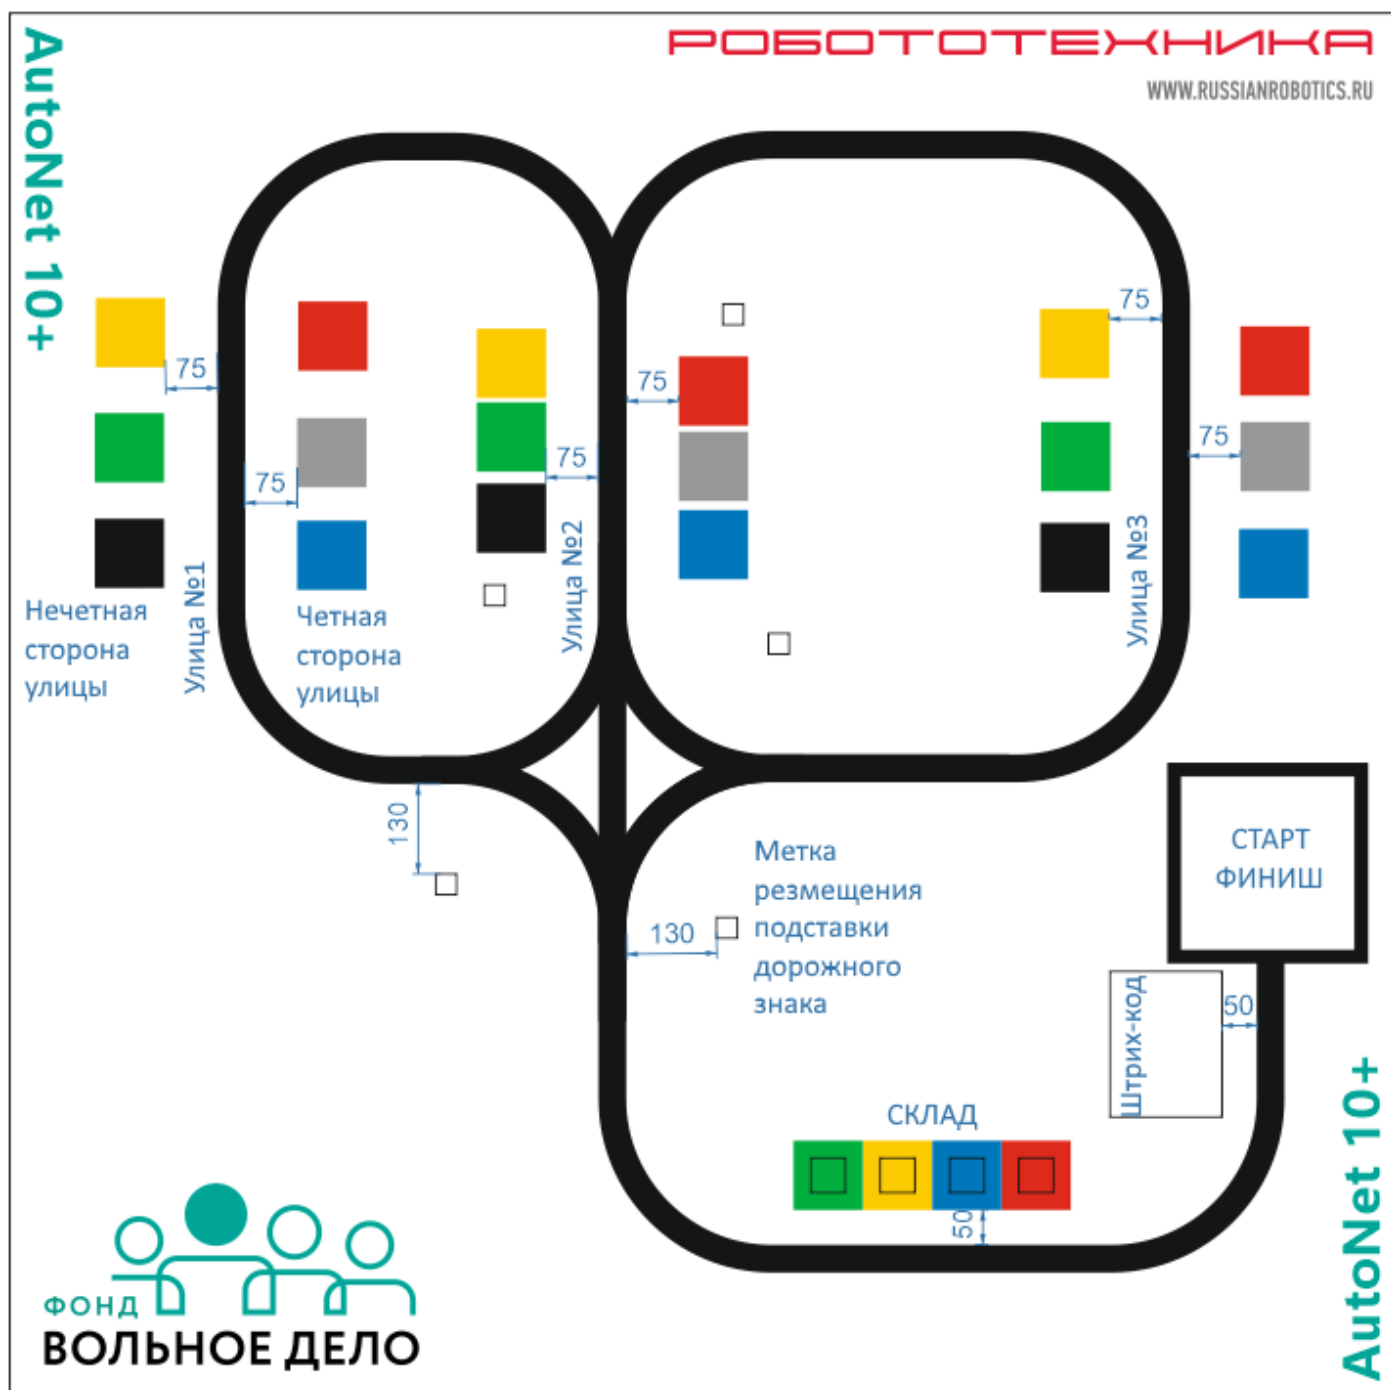 AutoNet 10+
РОБОТОТЕХНИКА
WWW.RUSSIANROBOTICS.RU
75
75
75
75
75
75
Улица №1
Улица №2
Улица №3
Нечетная
сторона
улицы
Четная
сторона
улицы
130
Метка
резмещения
подставки
дорожного
знака
130
СТАРТ
ФИНИШ
Штрих-код
50
СКЛАД
50
AutoNet 10+
ФОНД
ВОЛЬНОЕ ДЕЛО